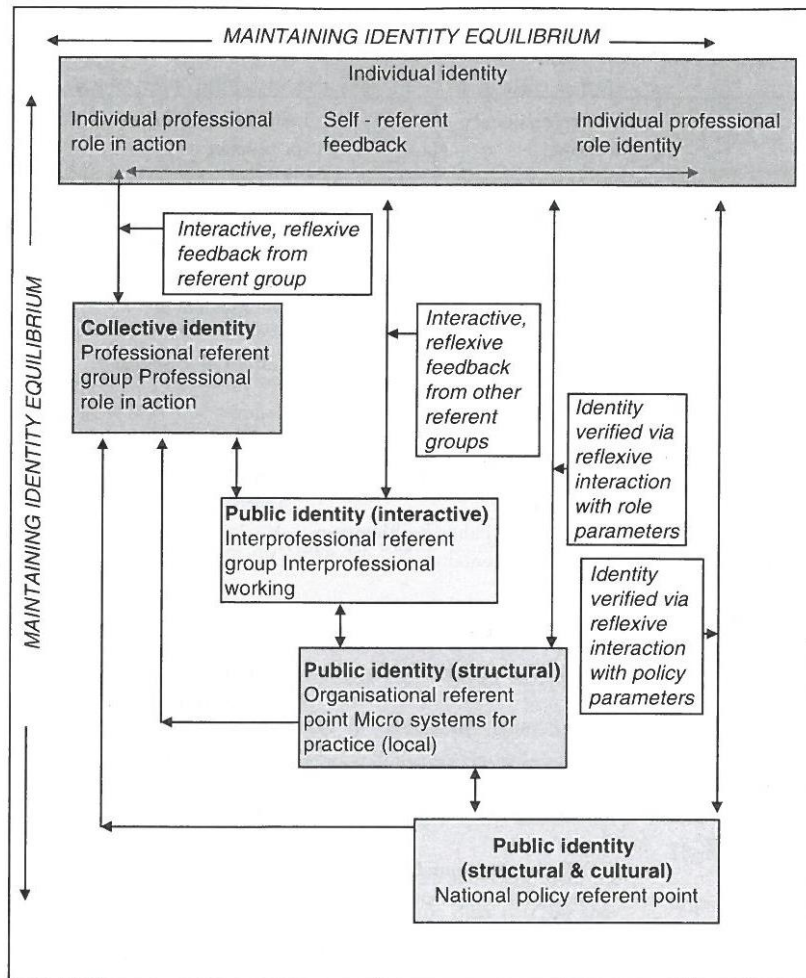 MAINTAINING IDENTITY EQUILIBRIUM
Individual identity
Individual professional
role in action
Self - referent
feedback
Individual professional
role identity
MAINTAINING IDENTITY EQUILIBRIUM
Interactive, reflexive
feedback from
referent group
Collective identity
Professional referent
group Professional
role in action
Interactive,
reflexive
feedback
from other
referent
groups
Identity
verified via
reflexive
interaction
with role
parameters
Public identity (interactive)
Interprofessional referent
group Interprofessional
working
Identity
verified via
reflexive
interaction
with policy
parameters
Public identity (structural)
Organisational referent
point Micro systems for
practice (local)
Public identity
(structural & cultural)
National policy referent point